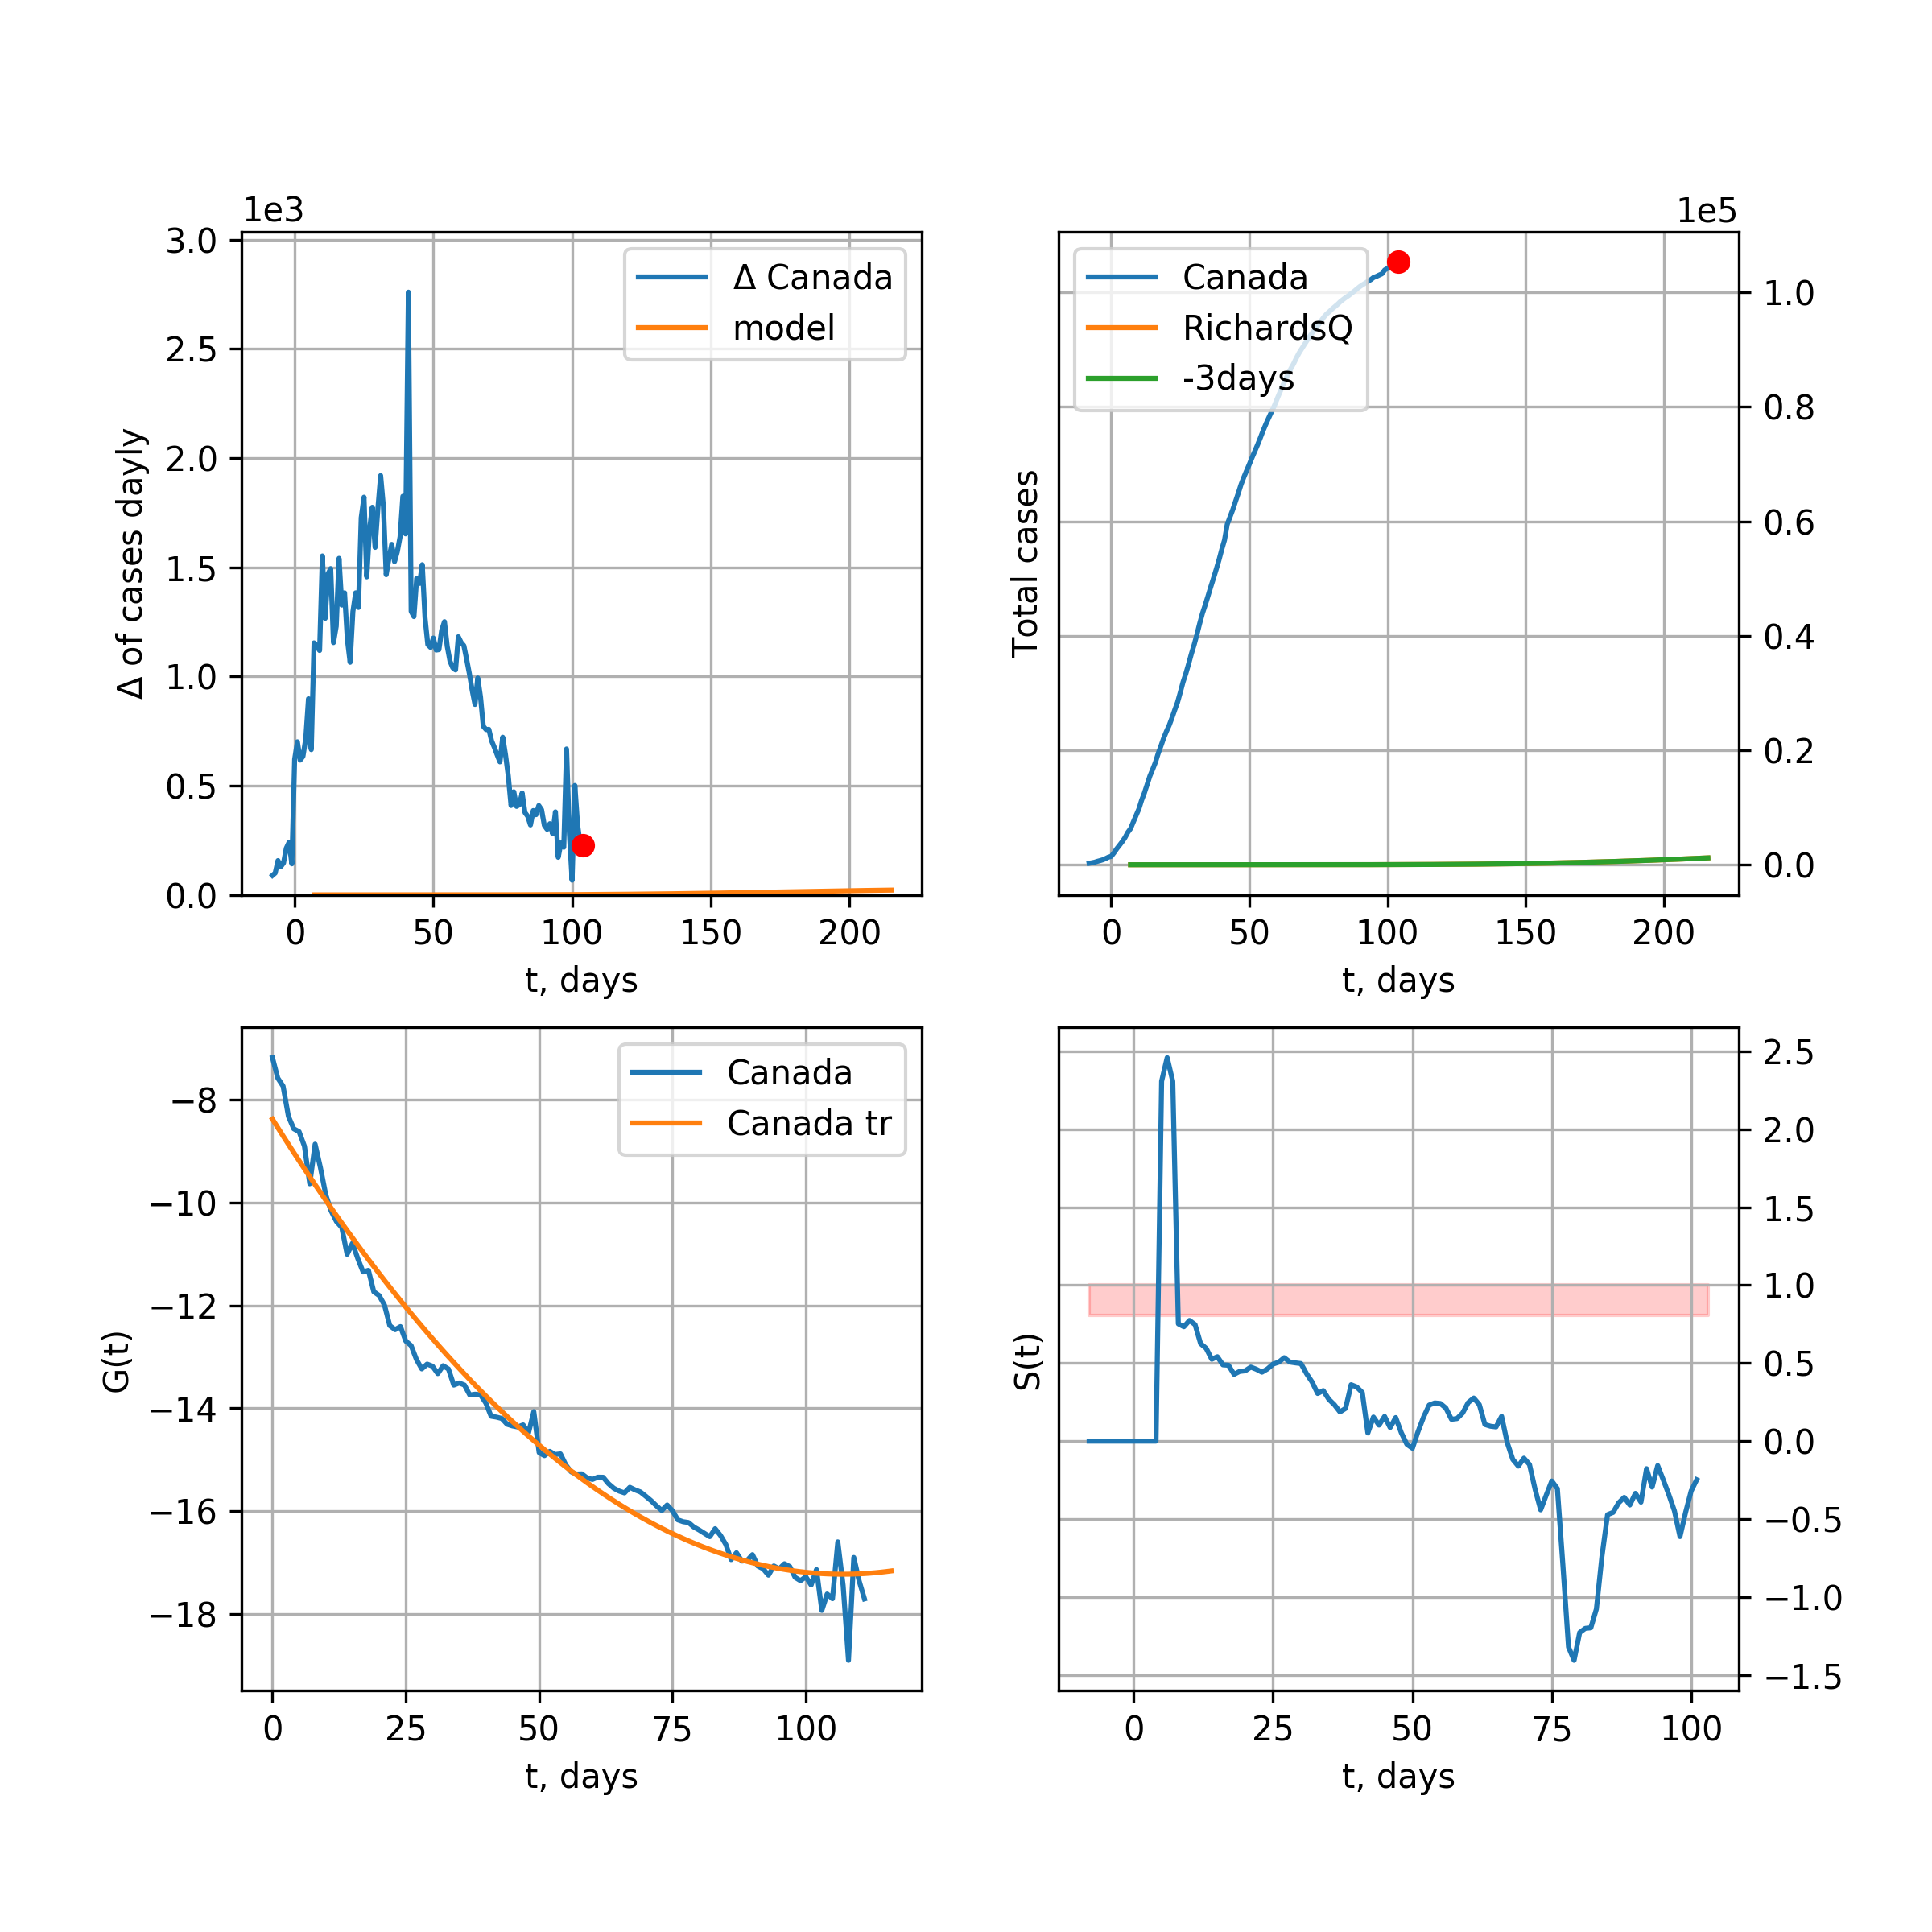 1e3
3.0
2.5
2.0
1.5
1.0
0.5
0.0
Δ of cases dayly
Δ Canada
model
0 50 100 150 200
t, days
1e5
Canada
RichardsQ
-3days
Total cases
1.0
0.8
0.6
0.4
0.2
0.0
0 50 100 150 200
t, days
−8
−10
−12
−14
−16
−18
G(t)
Canada
Canada tr
0 25 50 75 100
t, days
S(t)
2.5
2.0
1.5
1.0
0.5
0.0
−0.5
−1.0
−1.5
0 25 50 75 100
t, days